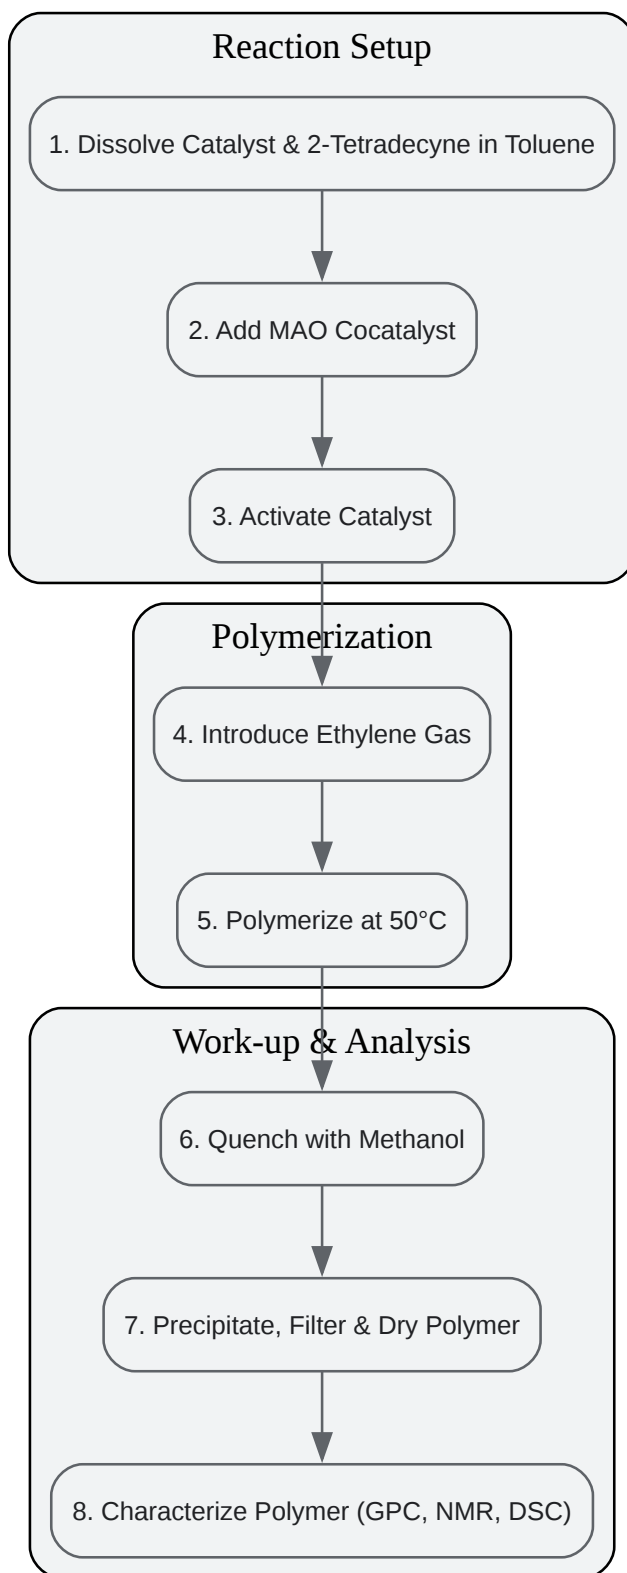 Reaction Setup
1. Dissolve Catalyst & 2-Tetradecyne in Toluene
2. Add MAO Cocatalyst
3. Activate Catalyst
Polymerization
4. Introduce Ethylene Gas
5. Polymerize at 50°C
Work-up & Analysis
6. Quench with Methanol
7. Precipitate, Filter & Dry Polymer
8. Characterize Polymer (GPC, NMR, DSC)